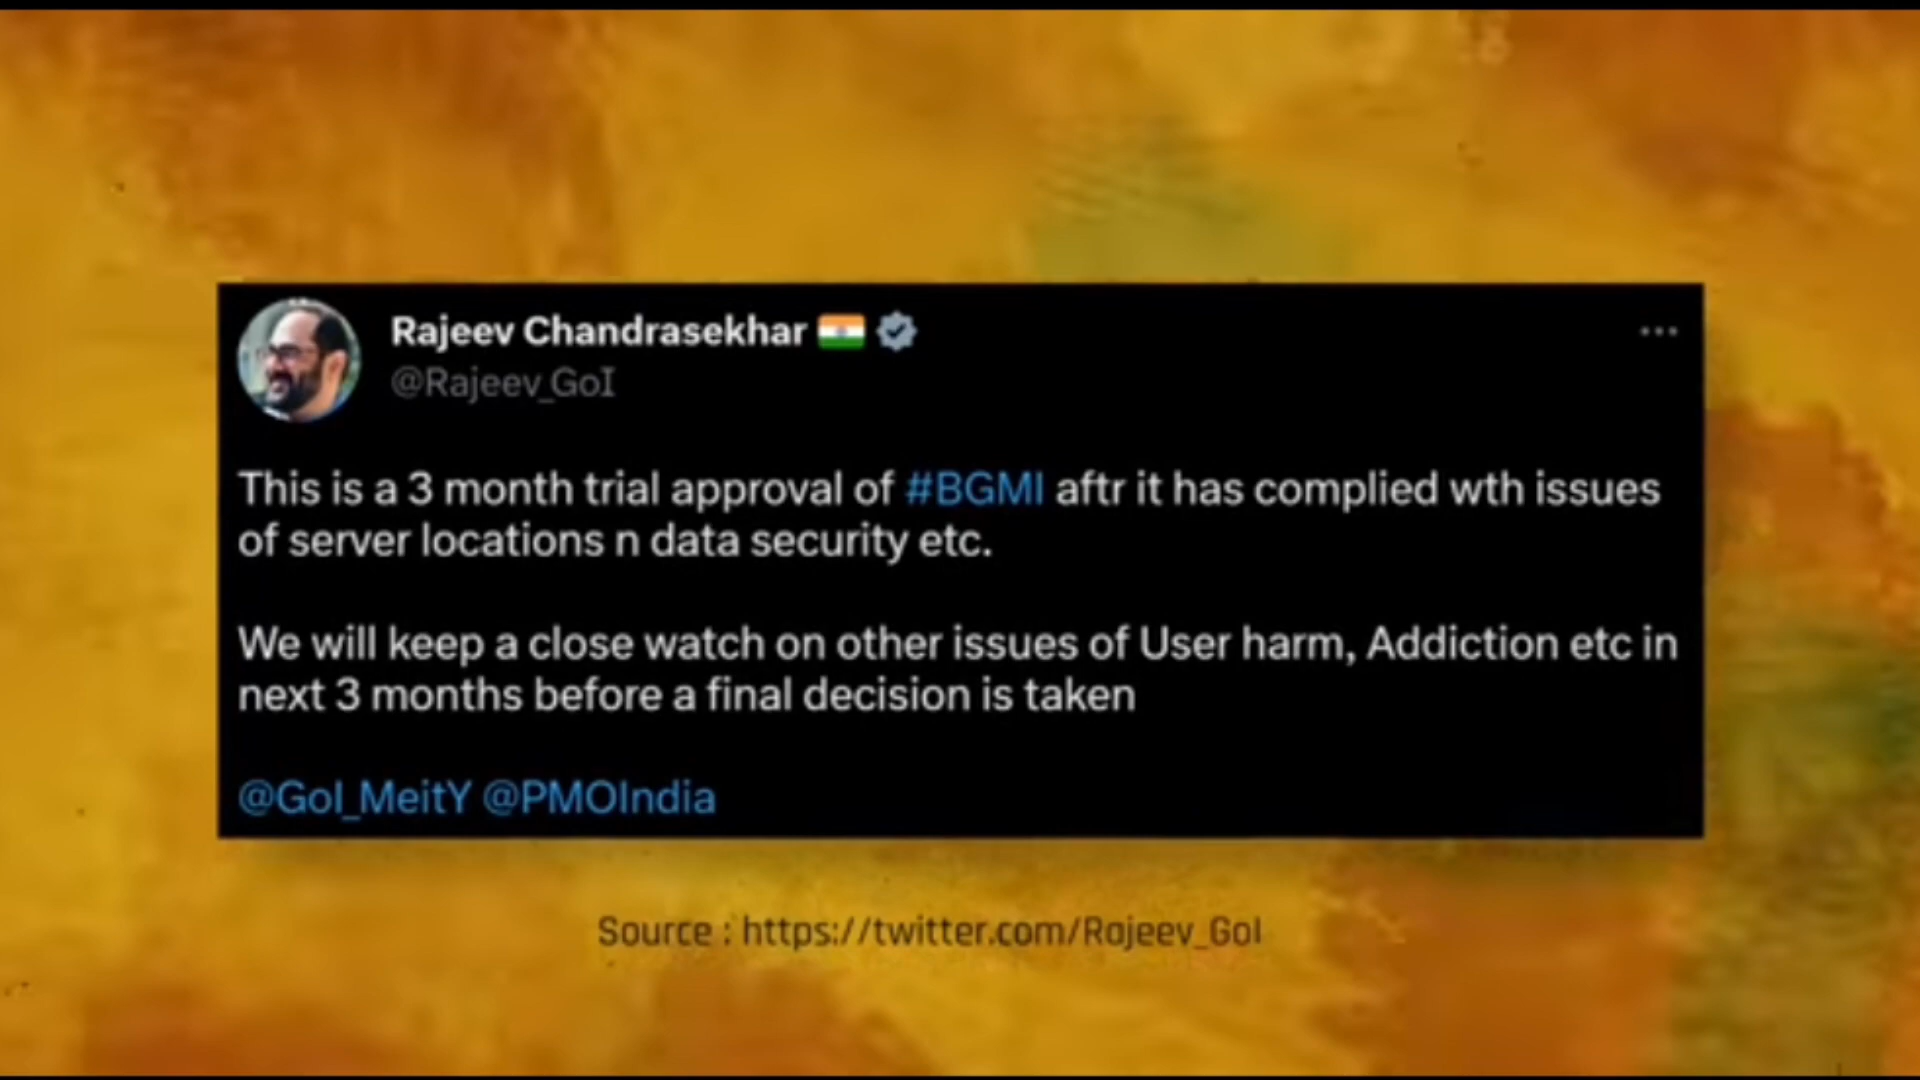 Rajeev Chandrasekhar
@Rajeev_GoI
This is a 3 month trial approval of #BGMI aftr it has complied wth issues
of server locations n data security etc.
We will keep a close watch on other issues of User harm, Addiction etc in
next 3 months before a final decision is taken
@GoI_MeitY @PMOIndia
Source : https://twitter.com/Rajeev_GoI